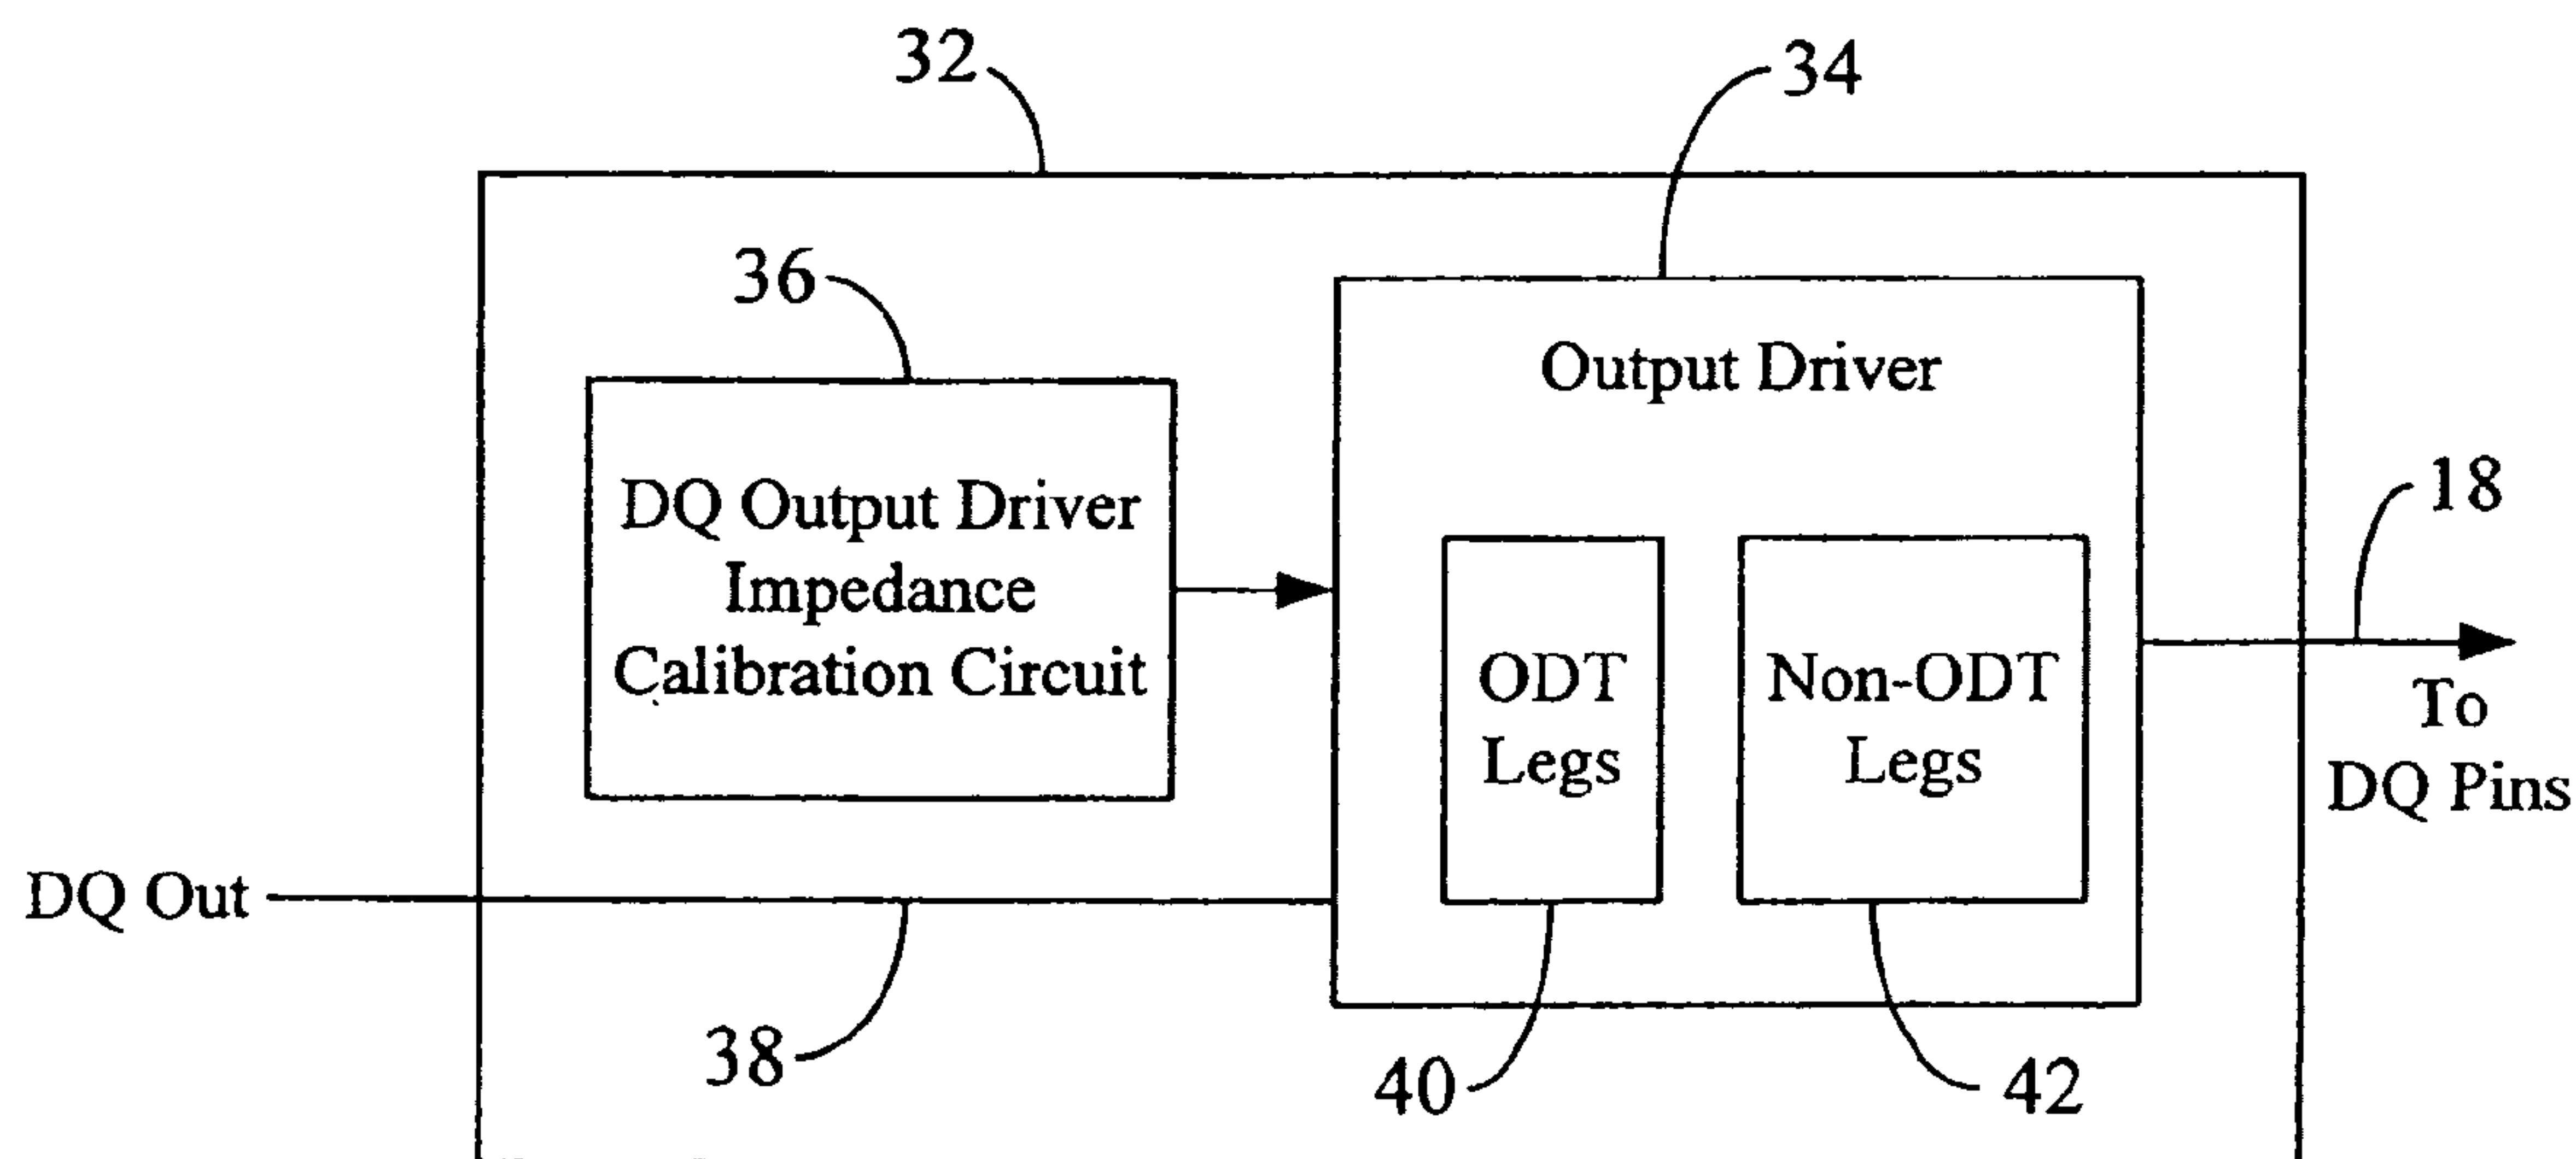 32
34
36
Output Driver
DQ Output Driver
Impedance
Calibration Circuit
18
ODT
Legs
Non-ODT
Legs
To
DQ Pins
DQ Out
38
40
42